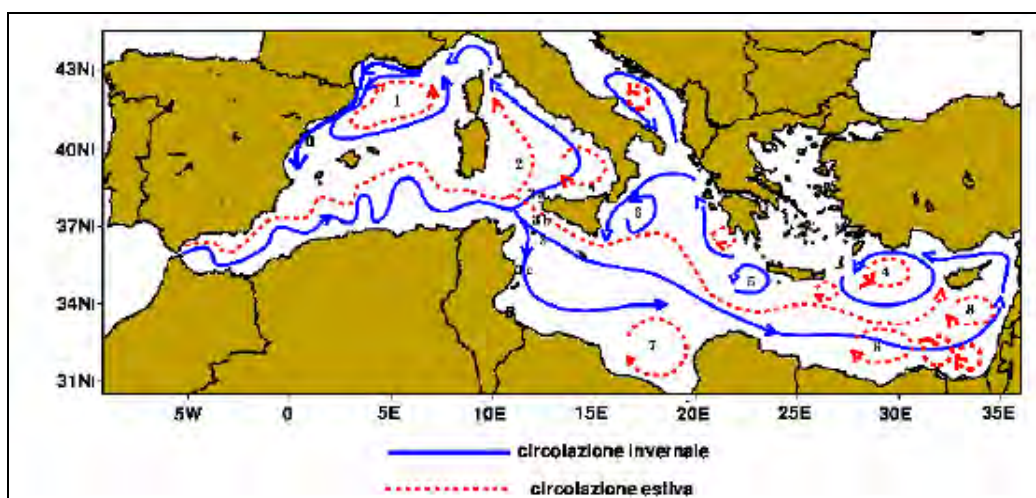 43N
1
40N
2
37N
3
4
5
34N
8
7
31N
5W
0
5E
10E
15E
20E
25E
30E
35E
circolazione invernale
circolazione estiva